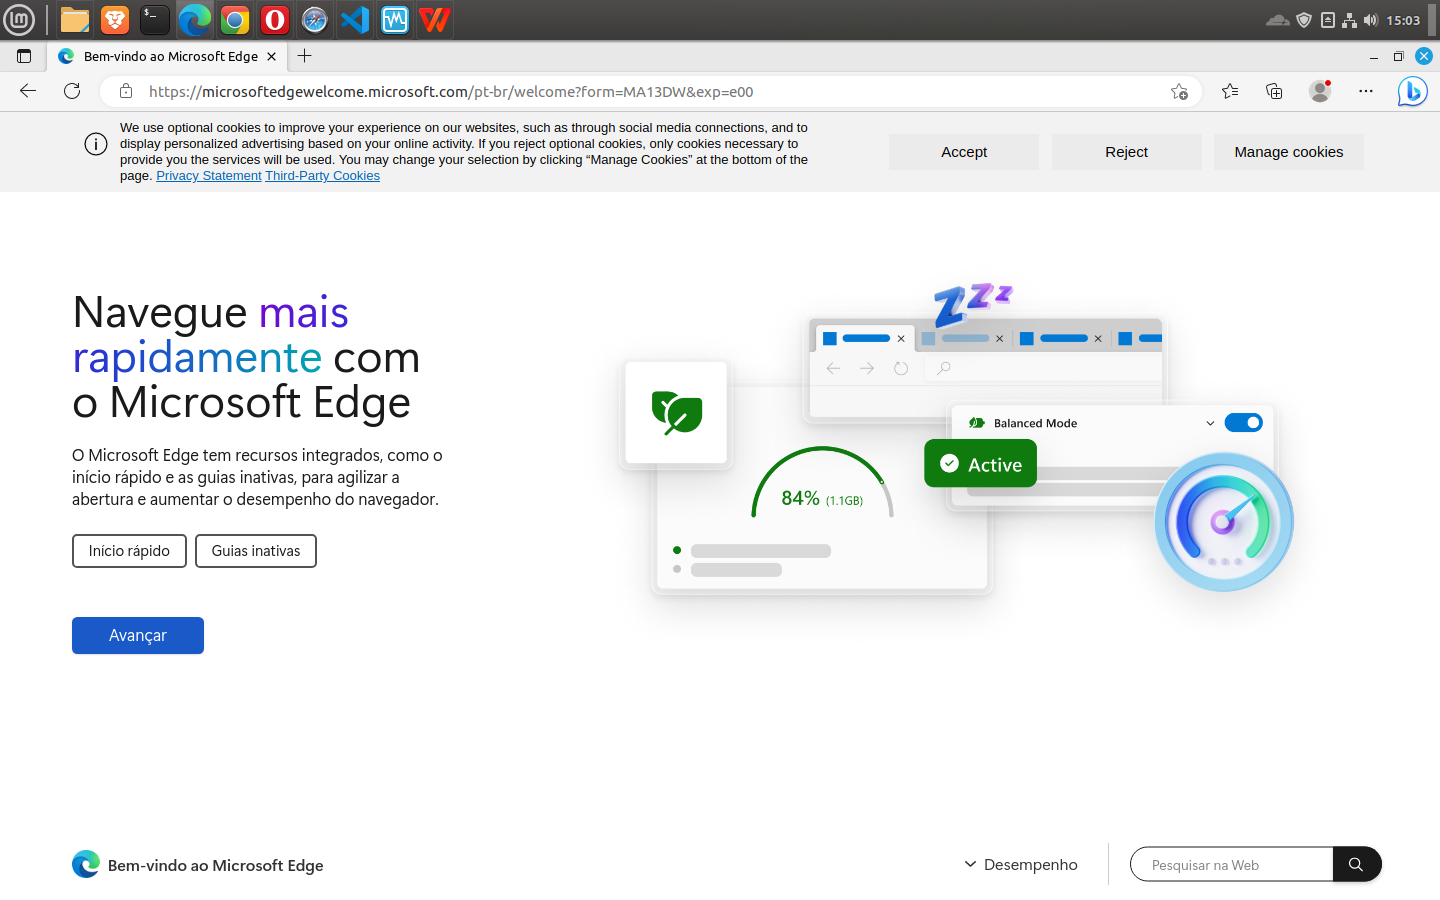 15:03
Bem-vindo ao Microsoft Edge
https://microsoftedgewelcome.microsoft.com/pt-br/welcome?form=MA13DW&exp=e00
We use optional cookies to improve your experience on our websites, such as through social media connections, and to
display personalized advertising based on your online activity. If you reject optional cookies, only cookies necessary to
provide you the services will be used. You may change your selection by clicking “Manage Cookies” at the bottom of the
page. Privacy Statement Third-Party Cookies
Accept
Reject
Manage cookies
Navegue mais
rapidamente com
o Microsoft Edge
O Microsoft Edge tem recursos integrados, como o
início rápido e as guias inativas, para agilizar a
abertura e aumentar o desempenho do navegador.
Início rápido
Guias inativas
Avançar
zzz
Balanced Mode
Active
84% (1.1GB)
Bem-vindo ao Microsoft Edge
Desempenho
Pesquisar na Web